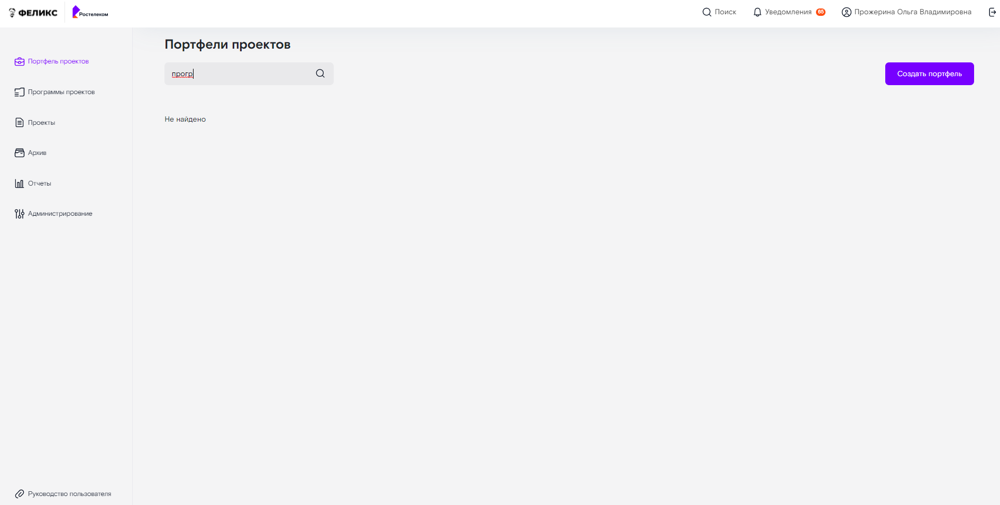 ФЕЛИКС
Ростелеком
Поиск
Уведомления 65
Прожерина Ольга Владимировна
Портфель проектов
Программы проектов
Проекты
Архив
Отчеты
Администрирование
Руководство пользователя
Портфели проектов
прогр
Создать портфель
Не найдено